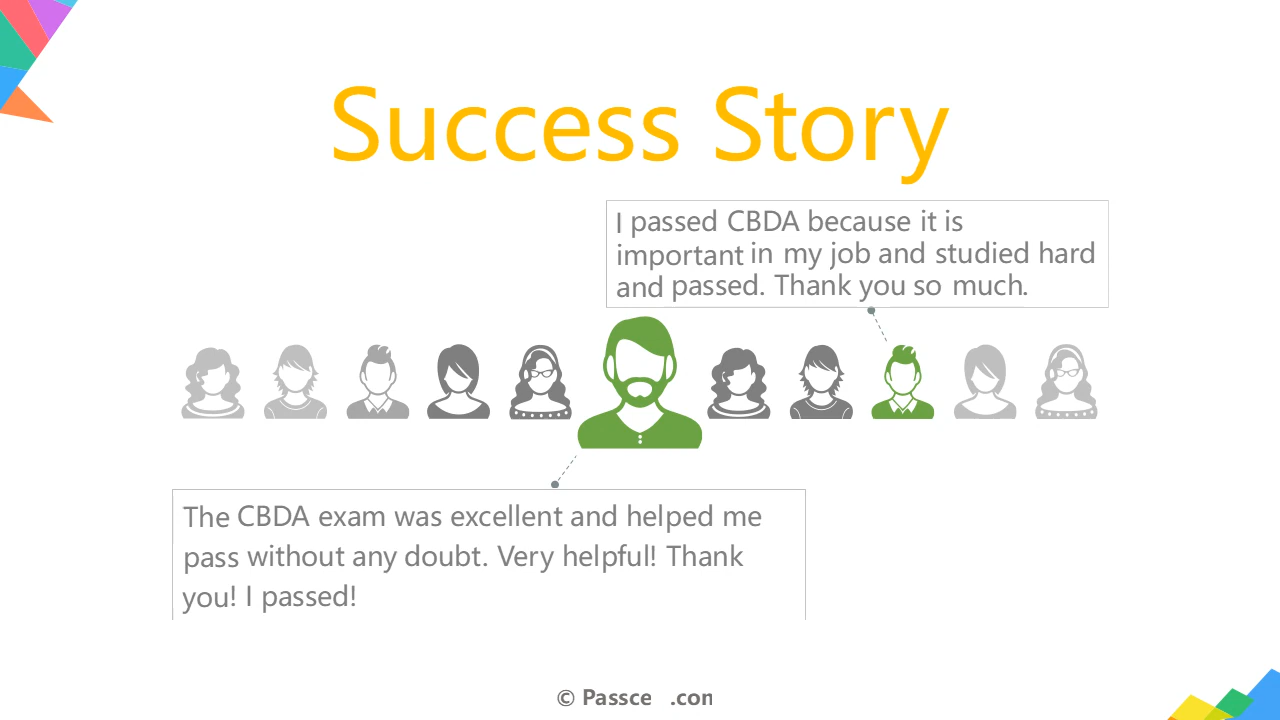 Success Story
I passed CBDA because it is
important in my job and studied hard
and passed. Thank you so much.
The CBDA exam was excellent and helped me
pass without any doubt. Very helpful! Thank
you! I passed!
© Passce .con